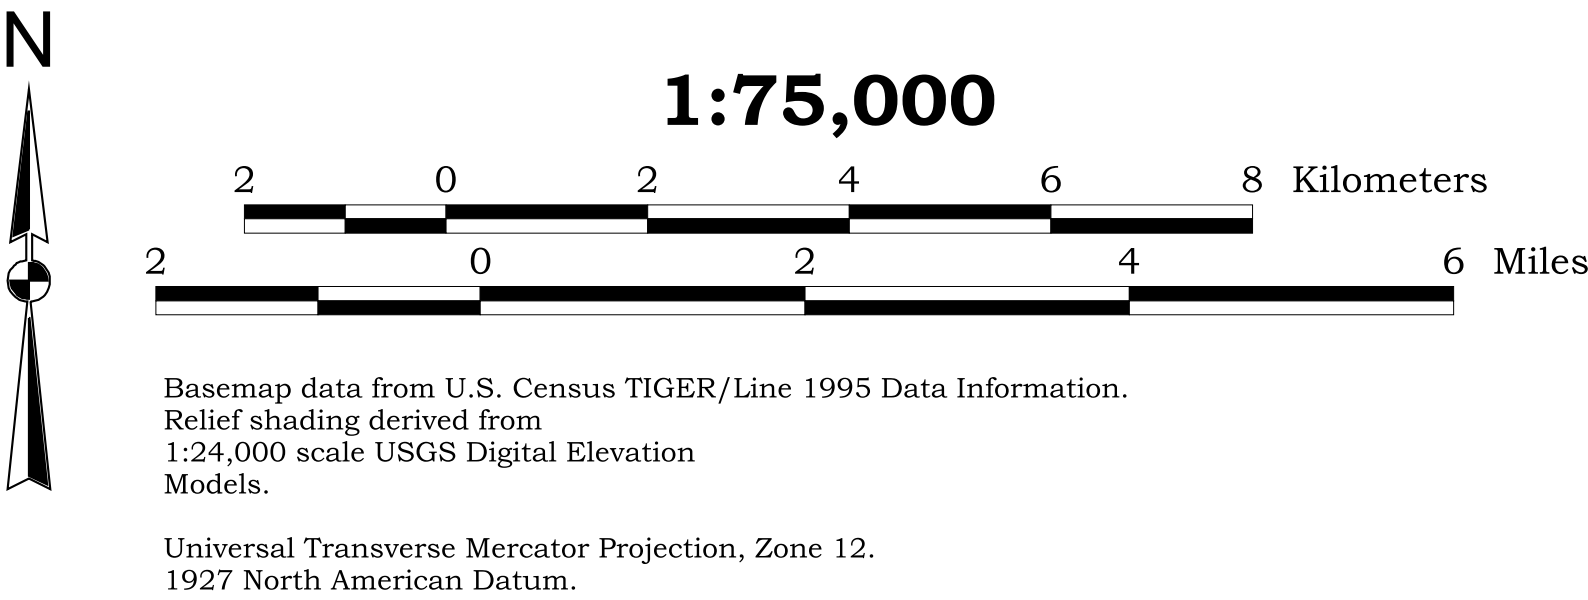 N
1:75,000
2 0 2 4 6 8 Kilometers
2 0 2 4 6 Miles
Basemap data from U.S. Census TIGER/Line 1995 Data Information.
Relief shading derived from
1:24,000 scale USGS Digital Elevation
Models.
Universal Transverse Mercator Projection, Zone 12.
1927 North American Datum.